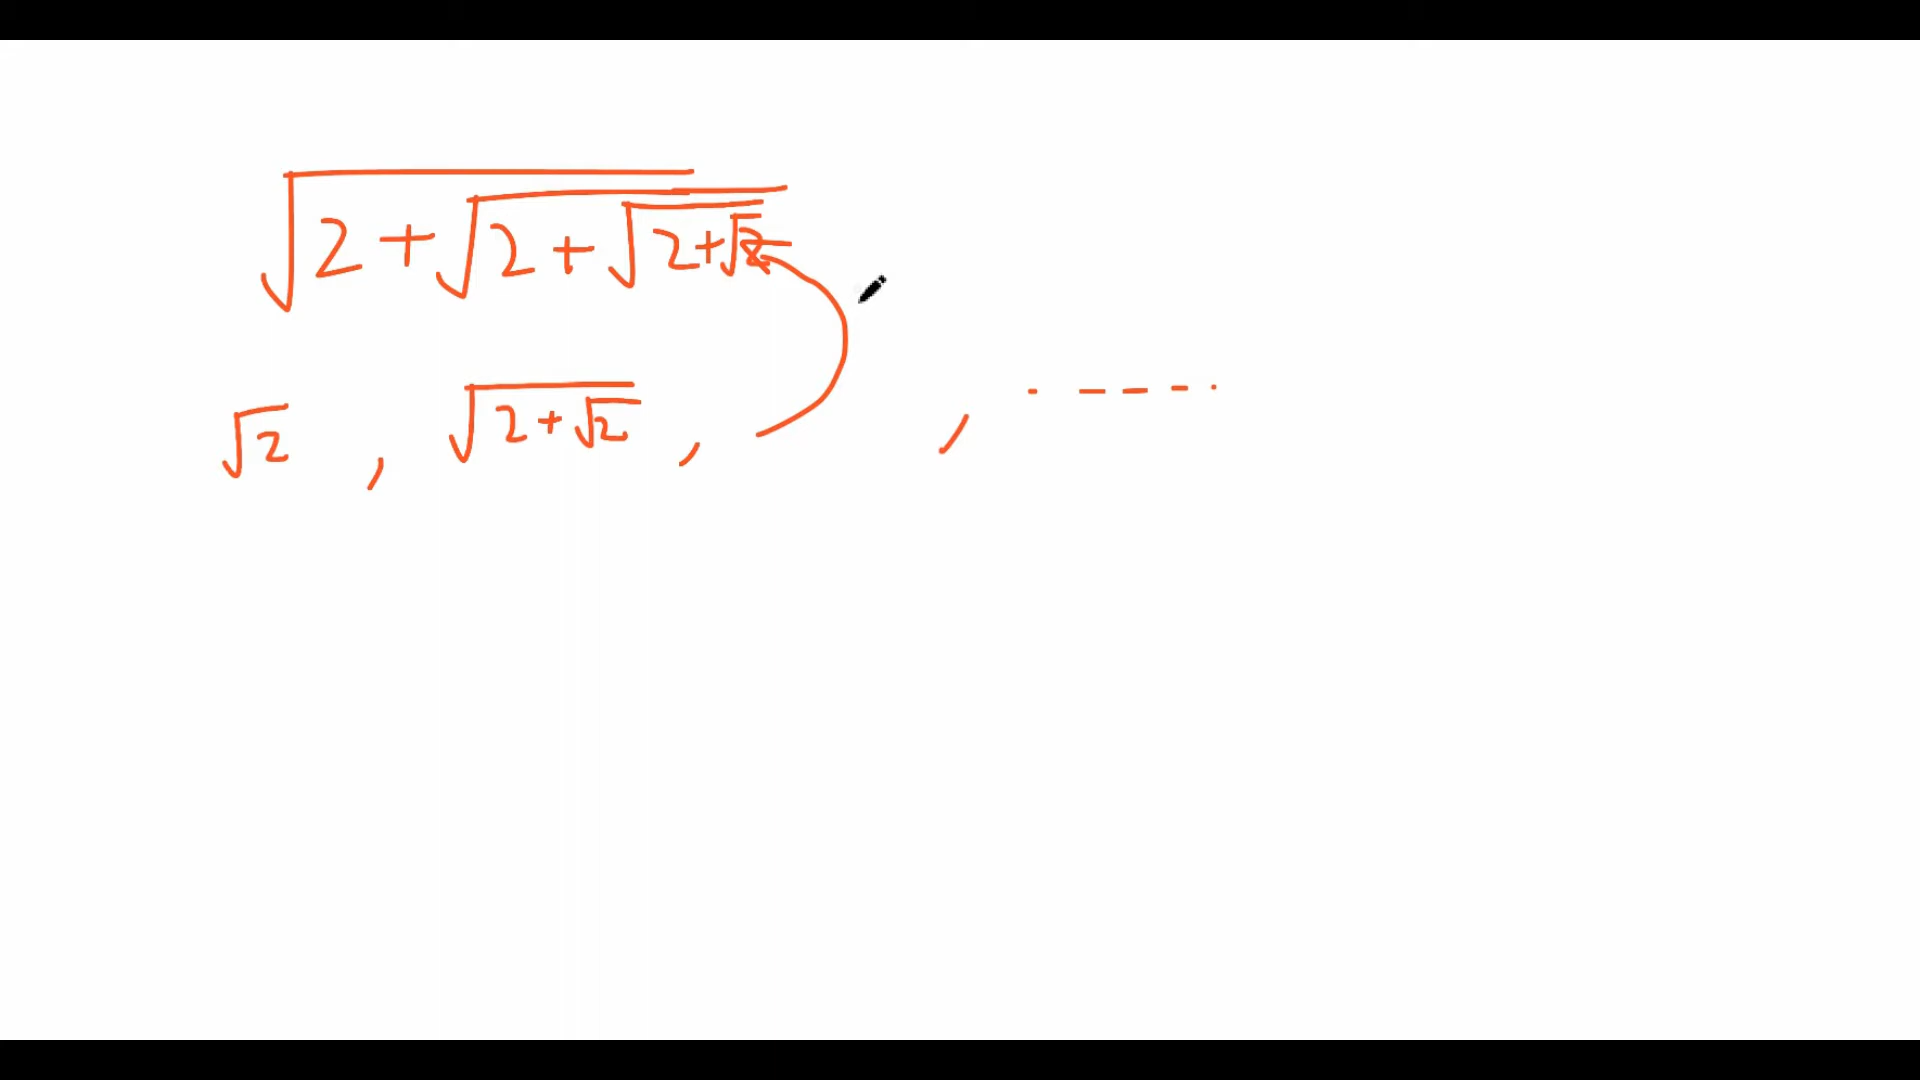 √(2+√(2+√(2+√2)))
√2 , √(2+√2) , , - - - - -